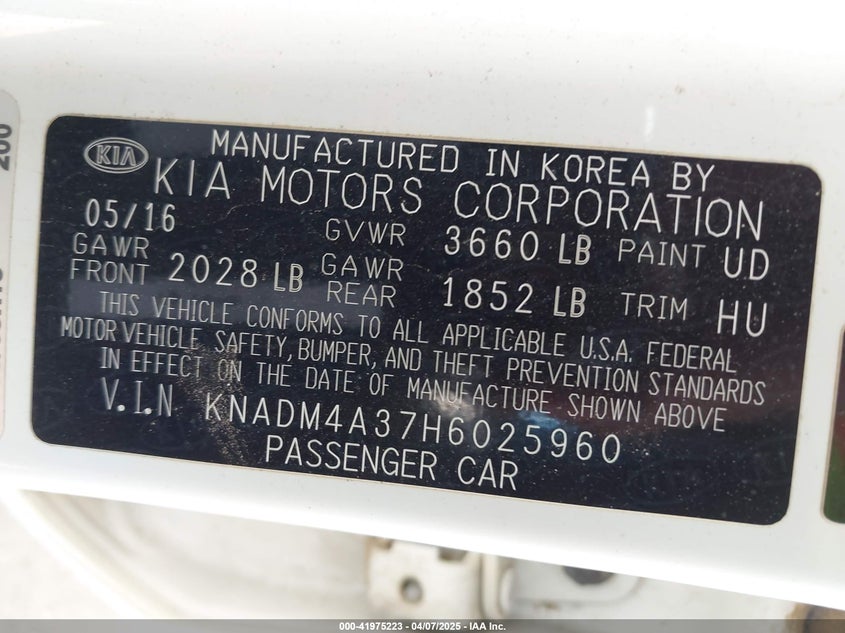 200
KIA
MANUFACTURED IN KOREA BY
KIA MOTORS CORPORATION
05/16 GVWR 3660 LB PAINT UD
GAWR FRONT 2028 LB GAWR REAR 1852 LB TRIM HU
THIS VEHICLE CONFORMS TO ALL APPLICABLE U.S.A. FEDERAL
MOTOR VEHICLE SAFETY, BUMPER, AND THEFT PREVENTION STANDARDS
IN EFFECT ON THE DATE OF MANUFACTURE SHOWN ABOVE
V.I.N KNADM4A37H6025960
PASSENGER CAR
000-41975223 - 04/07/2025 - IAA Inc.